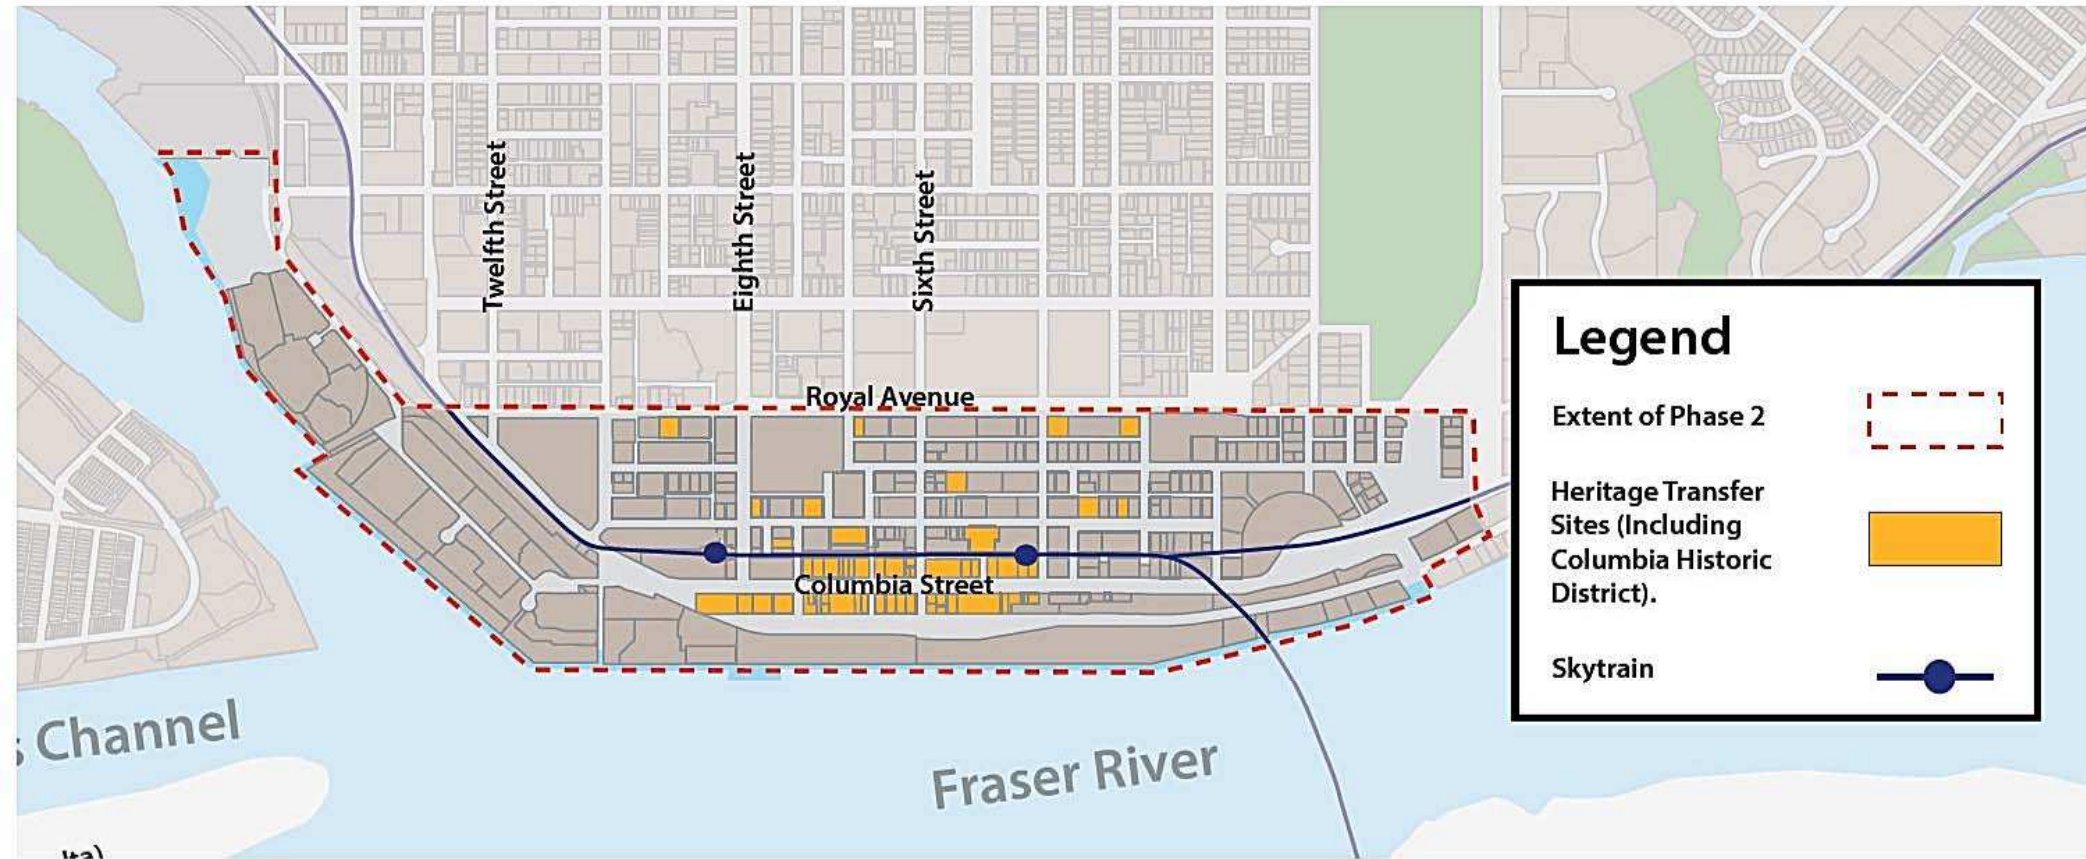 Twelfth Street
Eighth Street
Sixth Street
Royal Avenue
Columbia Street
Channel
Fraser River
Legend
Extent of Phase 2
Heritage Transfer
Sites (Including
Columbia Historic
District).
Skytrain